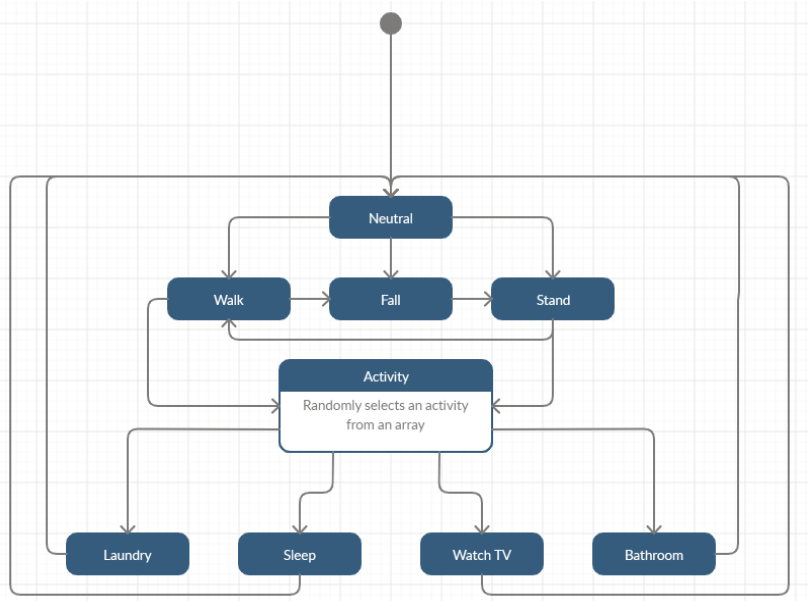 Neutral
Walk
Fall
Stand
Activity
Randomly selects an activity
from an array
Laundry
Sleep
Watch TV
Bathroom